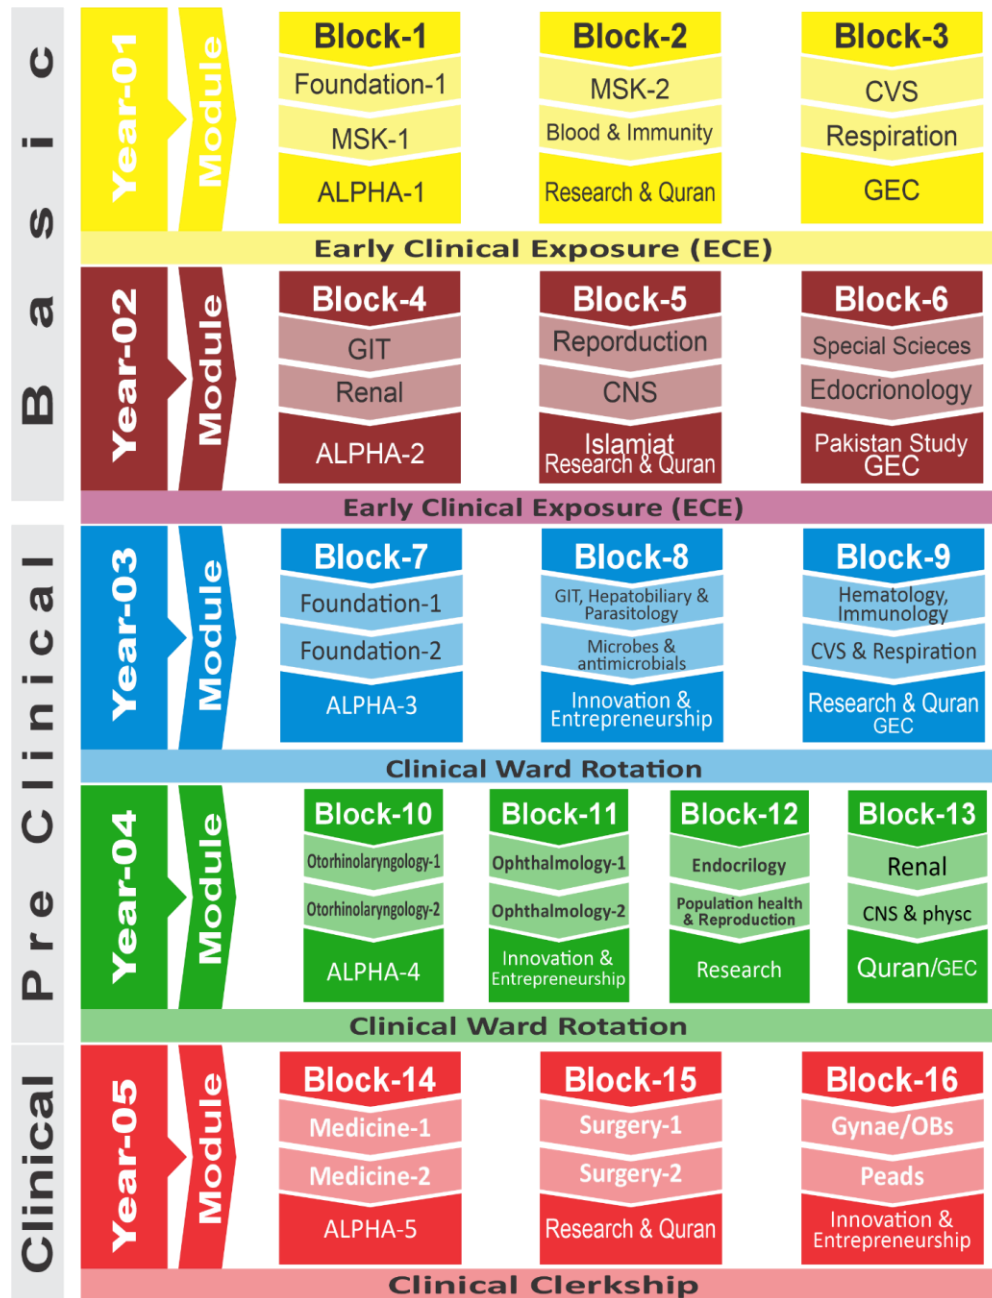 Basic
Year-01
Module
Block-1
Foundation-1
MSK-1
ALPHA-1
Block-2
MSK-2
Blood & Immunity
Research & Quran
Block-3
CVS
Respiration
GEC
Early Clinical Exposure (ECE)
Year-02
Module
Block-4
GIT
Renal
ALPHA-2
Block-5
Reporduction
CNS
Islamiat
Research & Quran
Block-6
Special Scieces
Edocrionology
Pakistan Study
GEC
Early Clinical Exposure (ECE)
Pre Clinical
Year-03
Module
Block-7
Foundation-1
Foundation-2
ALPHA-3
Block-8
GIT, Hepatobiliary &
Parasitology
Microbes &
antimicrobials
Innovation &
Entrepreneurship
Block-9
Hematology,
Immunology
CVS & Respiration
Research & Quran
GEC
Clinical Ward Rotation
Year-04
Module
Block-10
Otorhinolaryngology-1
Otorhinolaryngology-2
ALPHA-4
Block-11
Ophthalmology-1
Ophthalmology-2
Innovation &
Entrepreneurship
Block-12
Endocrilogy
Population health
& Reproduction
Research
Block-13
Renal
CNS & physc
Quran/GEC
Clinical Ward Rotation
Clinical
Year-05
Module
Block-14
Medicine-1
Medicine-2
ALPHA-5
Block-15
Surgery-1
Surgery-2
Research & Quran
Block-16
Gynae/OBs
Peads
Innovation &
Entrepreneurship
Clinical Clerkship